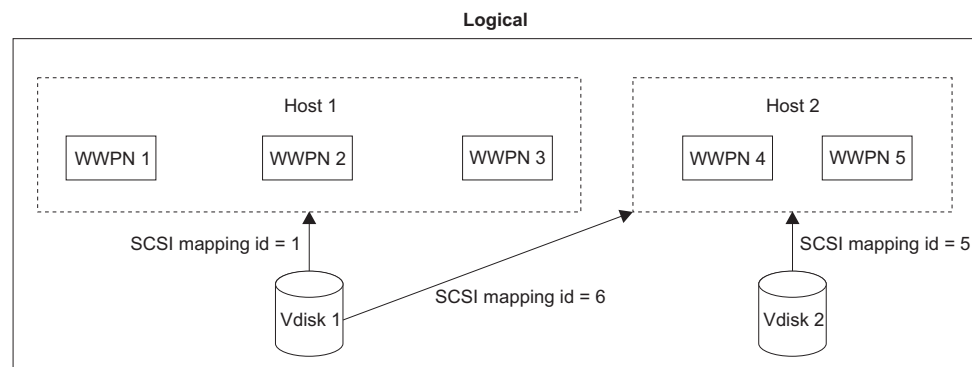 Logical
Host 1
Host 2
WWPN 1
WWPN 2
WWPN 3
WWPN 4
WWPN 5
SCSI mapping id = 1
SCSI mapping id = 5
SCSI mapping id = 6
Vdisk 1
Vdisk 2